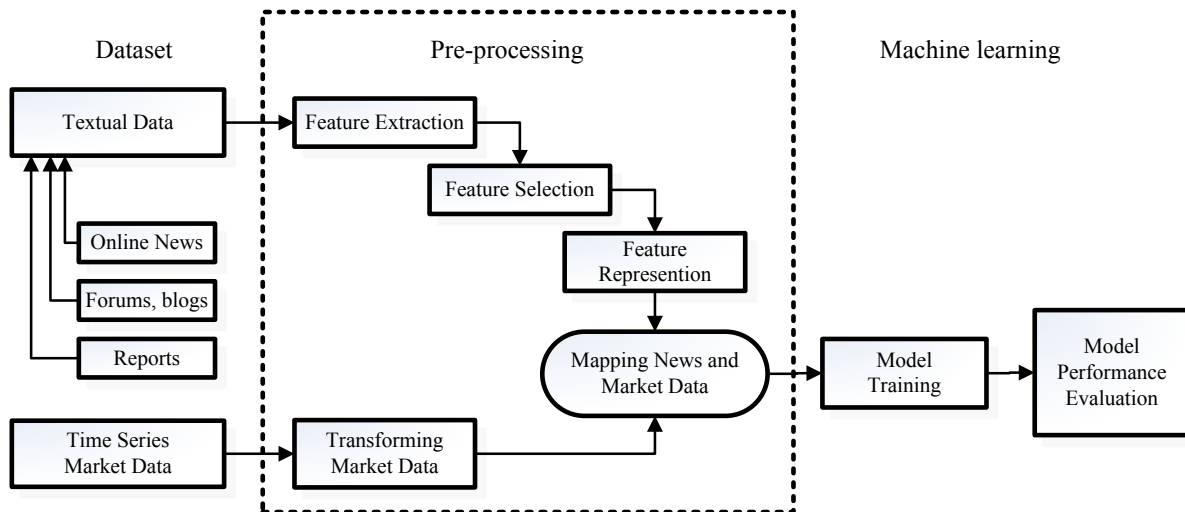 Dataset
Pre-processing
Machine learning
Textual Data
Feature Extraction
Feature Selection
Online News
Feature
Represention
Forums, blogs
Reports
Mapping News and
Market Data
Model
Training
Model
Performance
Evaluation
Time Series
Market Data
Transforming
Market Data